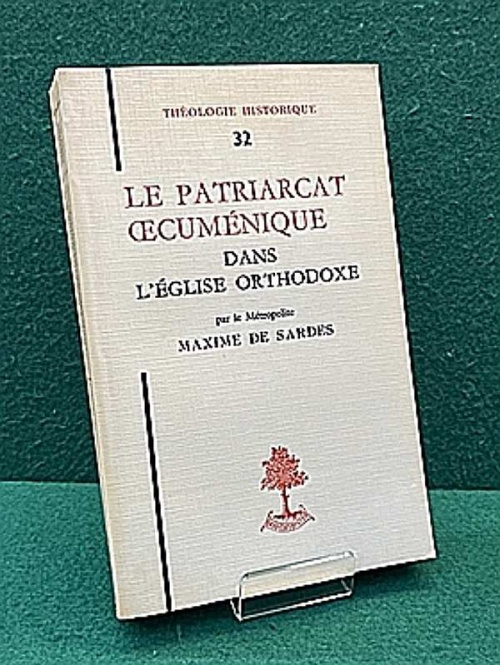 THÉOLOGIE HISTORIQUE
32
LE PATRIARCAT
ŒCUMÉNIQUE
DANS
L'ÉGLISE ORTHODOXE
par le Métropolite
MAXIME DE SARDES